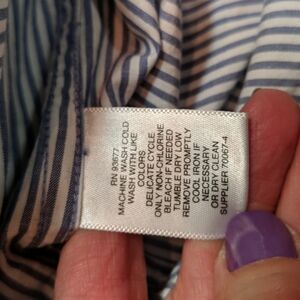 RN 93677
MACHINE WASH COLD
WASH WITH LIKE
COLORS
DELICATE CYCLE
ONLY NON-CHLORINE
BLEACH IF NEEDED
TUMBLE DRY LOW
REMOVE PROMPTLY
COOL IRON IF
NECESSARY
OR DRY CLEAN
SUPPLIER 70067-4